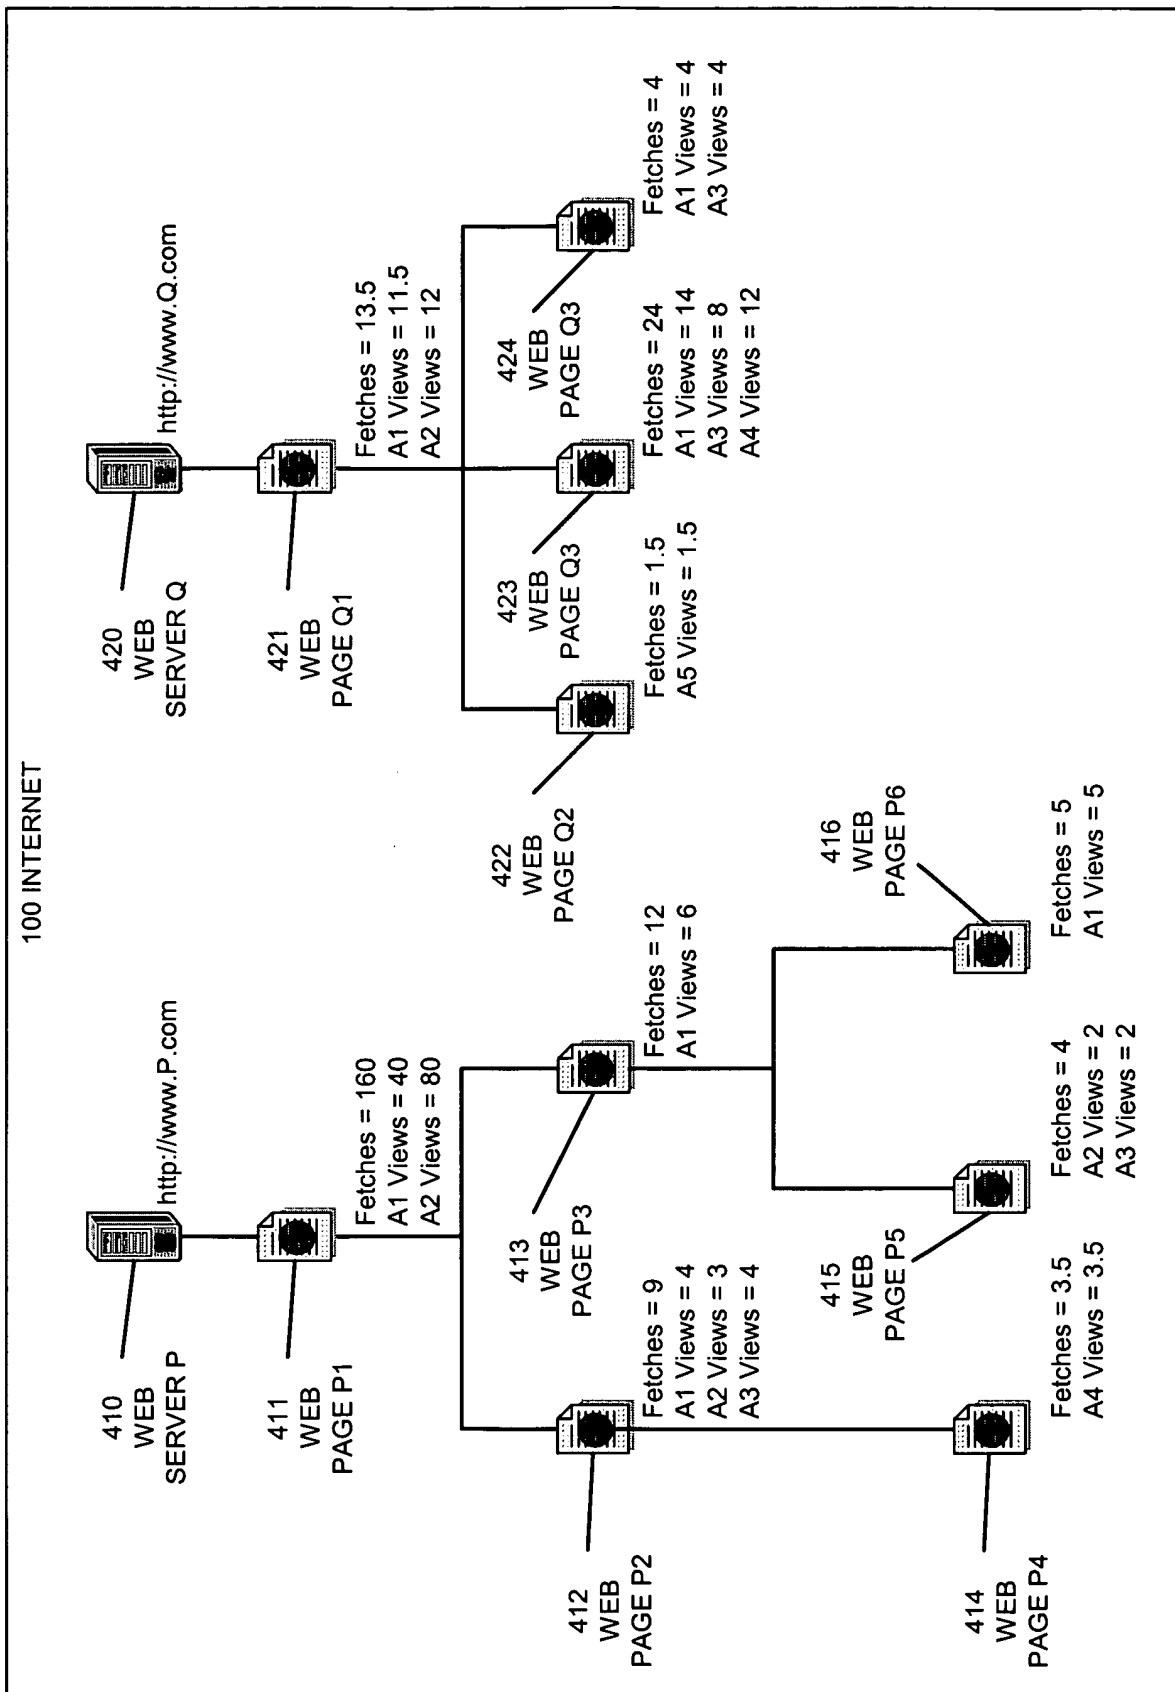 100 INTERNET
410
WEB
SERVER P
http://www.P.com
411
WEB
PAGE P1
Fetches = 160
A1 Views = 40
A2 Views = 80
412
WEB
PAGE P2
Fetches = 9
A1 Views = 4
A2 Views = 3
A3 Views = 4
413
WEB
PAGE P3
Fetches = 12
A1 Views = 6
414
WEB
PAGE P4
Fetches = 3.5
A4 Views = 3.5
415
WEB
PAGE P5
Fetches = 4
A2 Views = 2
A3 Views = 2
416
WEB
PAGE P6
Fetches = 5
A1 Views = 5
420
WEB
SERVER Q
http://www.Q.com
421
WEB
PAGE Q1
Fetches = 13.5
A1 Views = 11.5
A2 Views = 12
422
WEB
PAGE Q2
Fetches = 1.5
A5 Views = 1.5
423
WEB
PAGE Q3
Fetches = 24
A1 Views = 14
A3 Views = 8
A4 Views = 12
424
WEB
PAGE Q3
Fetches = 4
A1 Views = 4
A3 Views = 4